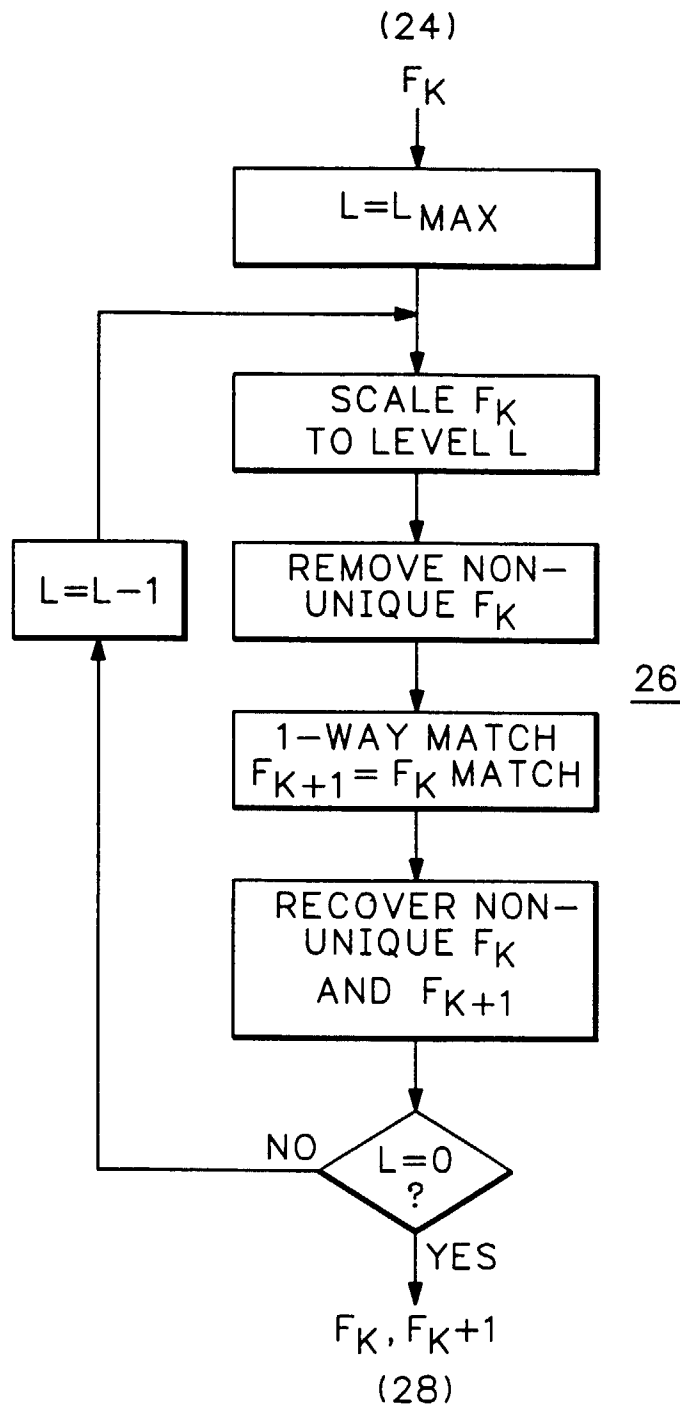 (24)
F_K
L=L_MAX
SCALE F_K
TO LEVEL L
REMOVE NON-
UNIQUE F_K
L=L-1
26
1-WAY MATCH
F_K+1 = F_K MATCH
RECOVER NON-
UNIQUE F_K
AND F_K+1
NO
L=0
?
YES
F_K, F_K+1
(28)